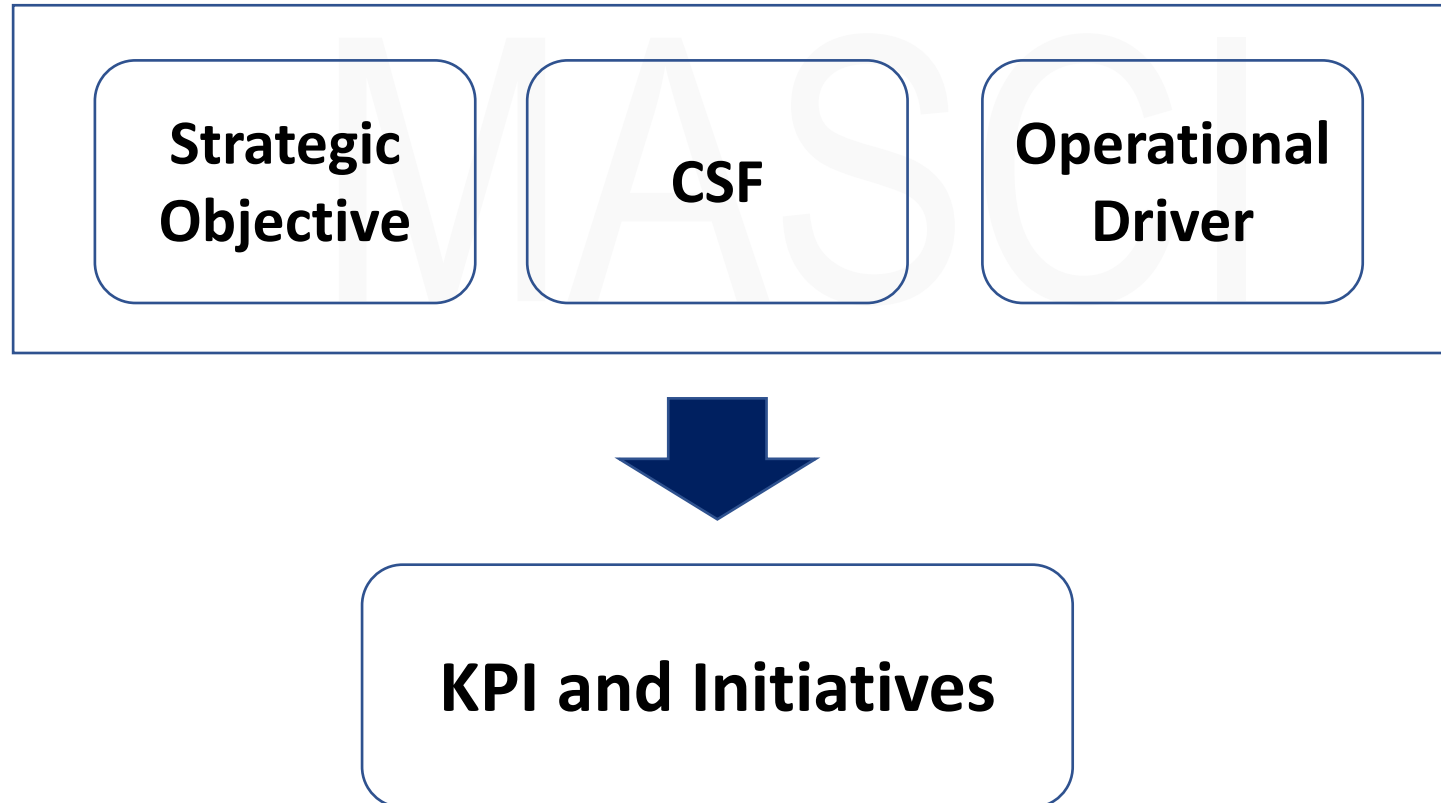 MASCI
Strategic
Objective
CSF
Operational
Driver
KPI and Initiatives